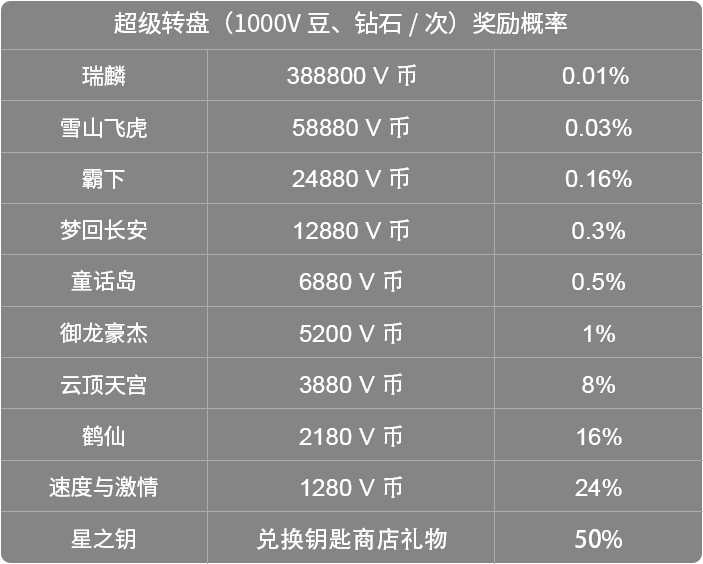 超级转盘（1000V 豆、钻石 / 次）奖励概率
瑞麟 388800 V 币 0.01%
雪山飞虎 58880 V 币 0.03%
霸下 24880 V 币 0.16%
梦回长安 12880 V 币 0.3%
童话岛 6880 V 币 0.5%
御龙豪杰 5200 V 币 1%
云顶天宫 3880 V 币 8%
鹤仙 2180 V 币 16%
速度与激情 1280 V 币 24%
星之钥 兑换钥匙商店礼物 50%